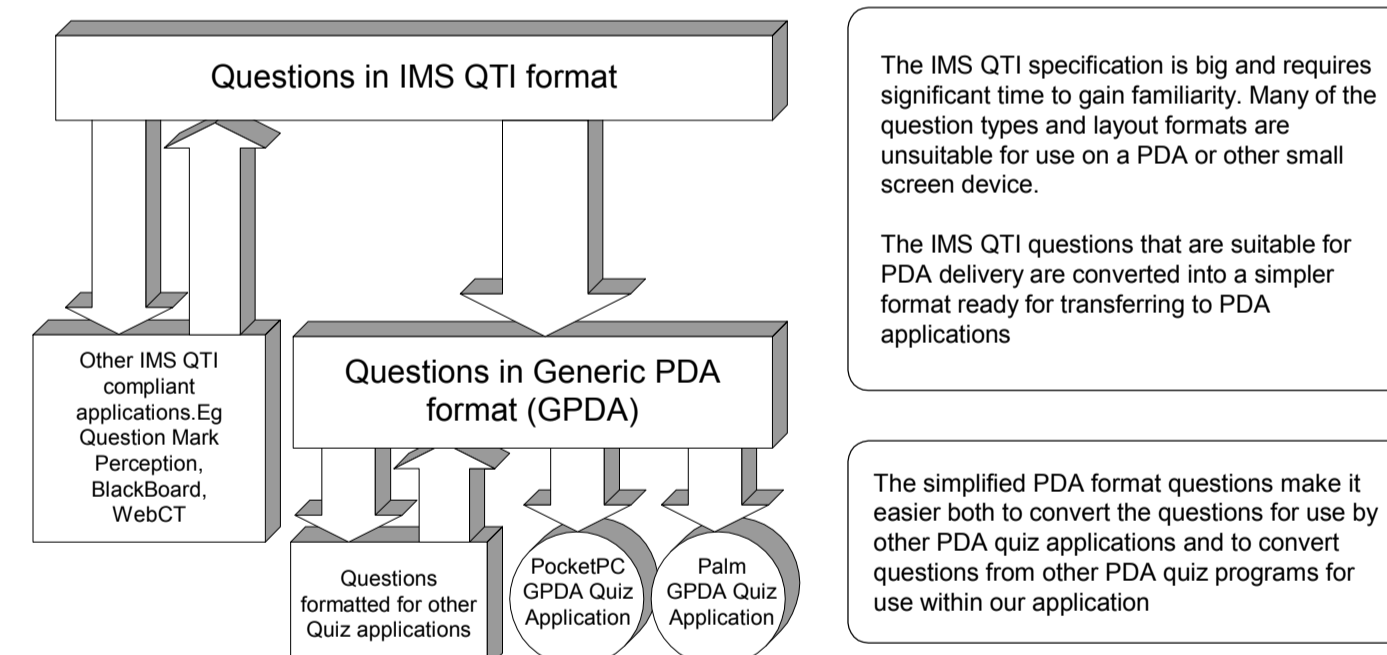 Questions in IMS QTI format
The IMS QTI specification is big and requires
significant time to gain familiarity. Many of the
question types and layout formats are
unsuitable for use on a PDA or other small
screen device.
The IMS QTI questions that are suitable for
PDA delivery are converted into a simpler
format ready for transferring to PDA
applications
Other IMS QTI
compliant
applications.Eg
Question Mark
Perception,
BlackBoard,
WebCT
Questions in Generic PDA
format (GPDA)
The simplified PDA format questions make it
easier both to convert the questions for use by
other PDA quiz applications and to convert
questions from other PDA quiz programs for
use within our application
Questions
formatted for other
Quiz applications
PocketPC
GPDA Quiz
Application
Palm
GPDA Quiz
Application